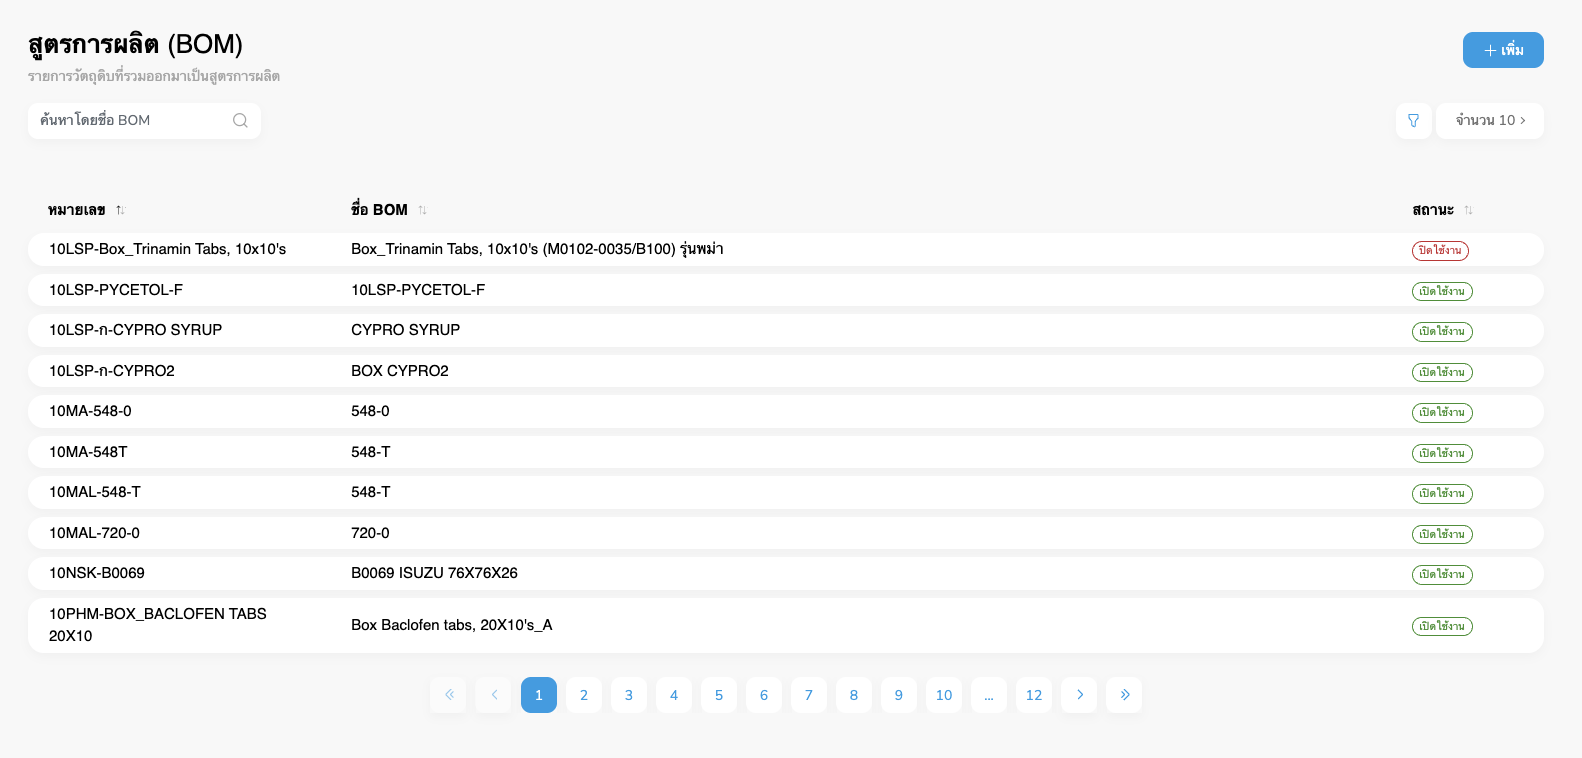 สูตรการผลิต (BOM)
+ เพิ่ม
รายการวัตถุดิบที่รวมออกมาเป็นสูตรการผลิต
ค้นหาโดยชื่อ BOM
จำนวน 10 ›
หมายเลข ชื่อ BOM สถานะ
10LSP-Box_Trinamin Tabs, 10x10's Box_Trinamin Tabs, 10x10's (M0102-0035/B100) รุ่นพม่า ปิดใช้งาน
10LSP-PYCETOL-F 10LSP-PYCETOL-F เปิดใช้งาน
10LSP-ก-CYPRO SYRUP CYPRO SYRUP เปิดใช้งาน
10LSP-ก-CYPRO2 BOX CYPRO2 เปิดใช้งาน
10MA-548-0 548-0 เปิดใช้งาน
10MA-548T 548-T เปิดใช้งาน
10MAL-548-T 548-T เปิดใช้งาน
10MAL-720-0 720-0 เปิดใช้งาน
10NSK-B0069 B0069 ISUZU 76X76X26 เปิดใช้งาน
10PHM-BOX_BACLOFEN TABS
20X10 Box Baclofen tabs, 20X10's_A เปิดใช้งาน
« ‹ 1 2 3 4 5 6 7 8 9 10 ... 12 › »